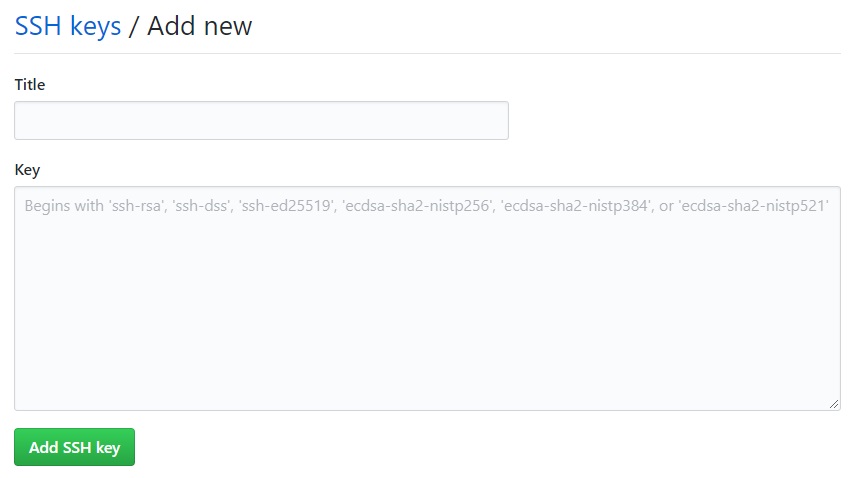 SSH keys / Add new
Title
Key
Begins with 'ssh-rsa', 'ssh-dss', 'ssh-ed25519', 'ecdsa-sha2-nistp256', 'ecdsa-sha2-nistp384', or 'ecdsa-sha2-nistp521'
Add SSH key